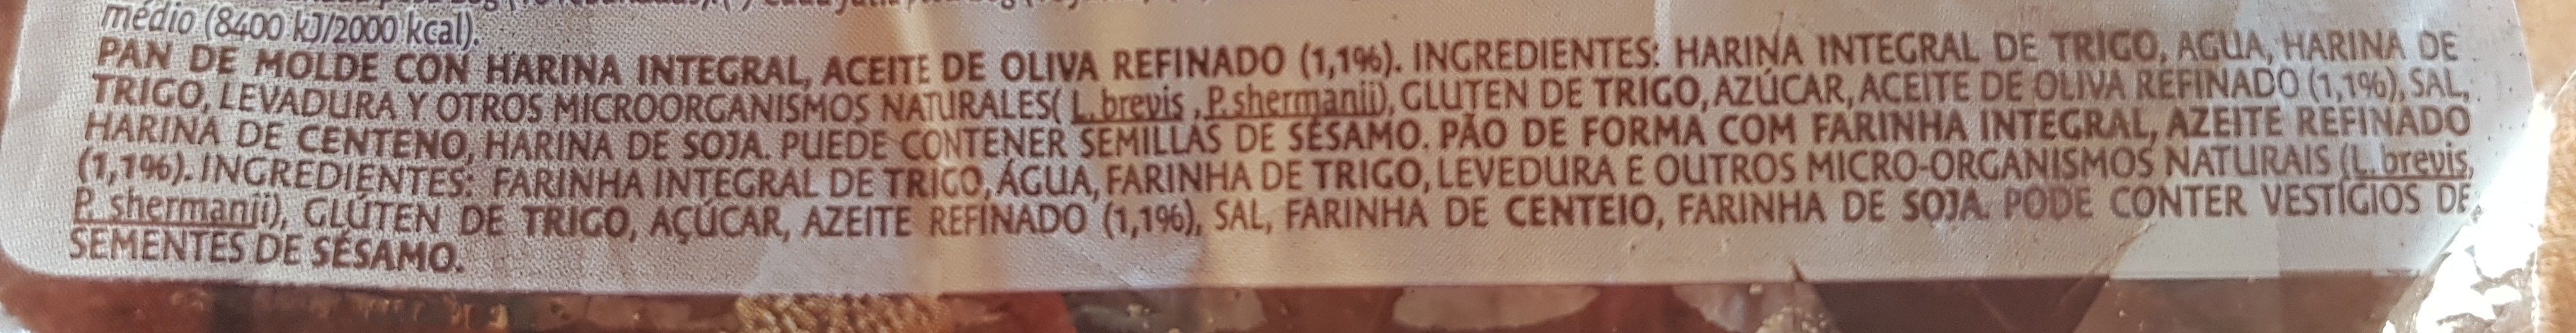 médio (8400 kJ/2000 kcal).
PAN DE MOLDE CON HARINA INTEGRAL, ACEITE DE OLIVA REFINADO (1,1%). INGREDIENTES: HARINA INTEGRAL DE TRIGO, AGUA, HARINA DE
TRIGO, LEVADURA Y OTROS MICROORGANISMOS NATURALES( L. brevis ,P. shermanii), GLUTEN DE TRIGO, AZÚCAR, ACEITE DE OLIVA REFINADO (1,1%), SAL,
HARINA DE CENTENO, HARINA DE SOJA. PUEDE CONTENER SEMILLAS DE SÉSAMO. PÃO DE FORMA COM FARINHA INTEGRAL, AZEITE REFINADO
(1,1%). INGREDIENTES: FARINHA INTEGRAL DE TRIGO, ÁGUA, FARINHA DE TRIGO, LEVEDURA E OUTROS MICRO-ORGANISMOS NATURAIS (L. brevis,
P. shermanii), GLÚTEN DE TRIGO, AÇÚCAR, AZEITE REFINADO (1,1%), SAL, FARINHA DE CENTEIO, FARINHA DE SOJA. PODE CONTER VESTÍGIOS DE
SEMENTES DE SÉSAMO.